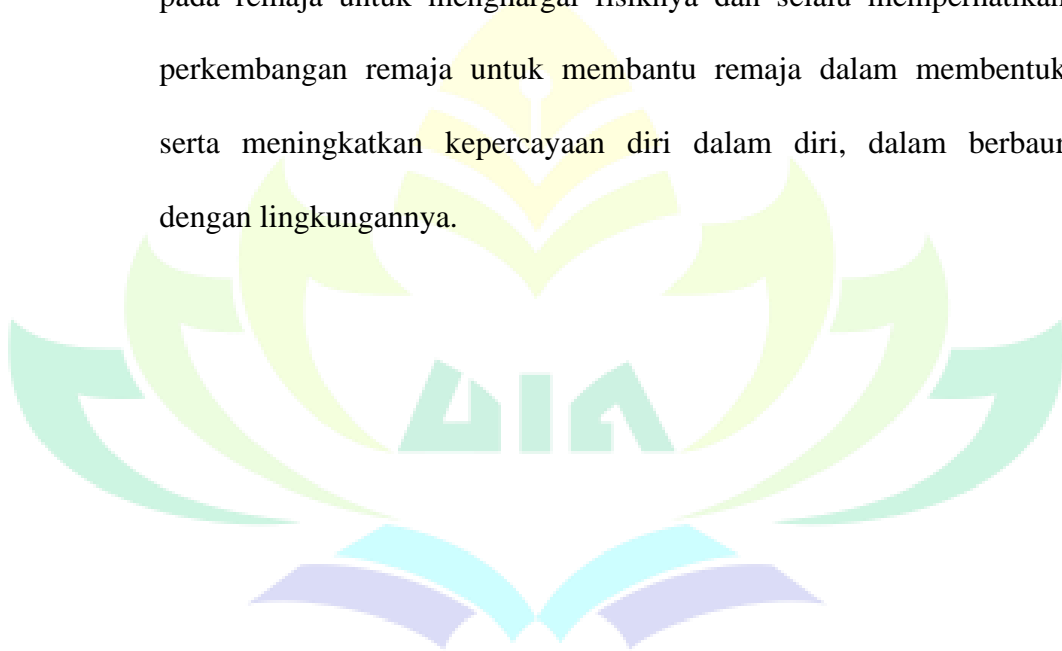 pada remaja untuk menghargai fisiknya dan selalu memperhatikan
perkembangan remaja untuk membantu remaja dalam membentuk
serta meningkatkan kepercayaan diri dalam diri, dalam berbaur
dengan lingkungannya.